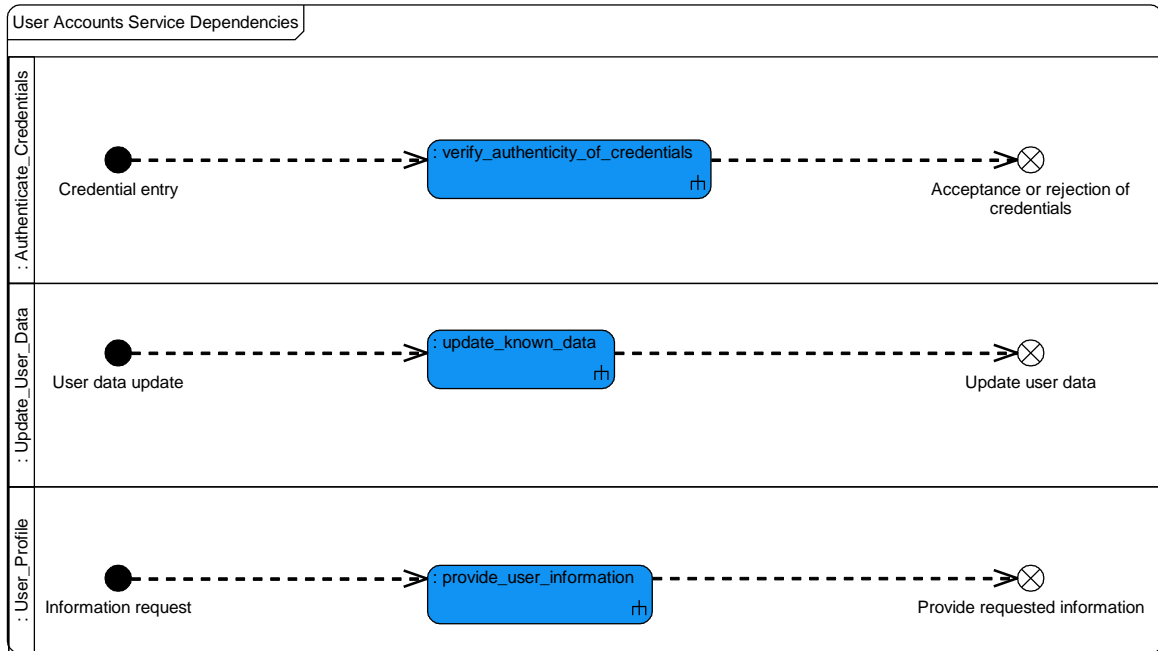 User Accounts Service Dependencies
: Authenticate_Credentials
: verify_authenticity_of_credentials
Credential entry
Acceptance or rejection of
credentials
: Update_User_Data
: update_known_data
User data update
Update user data
: User_Profile
: provide_user_information
Information request
Provide requested information